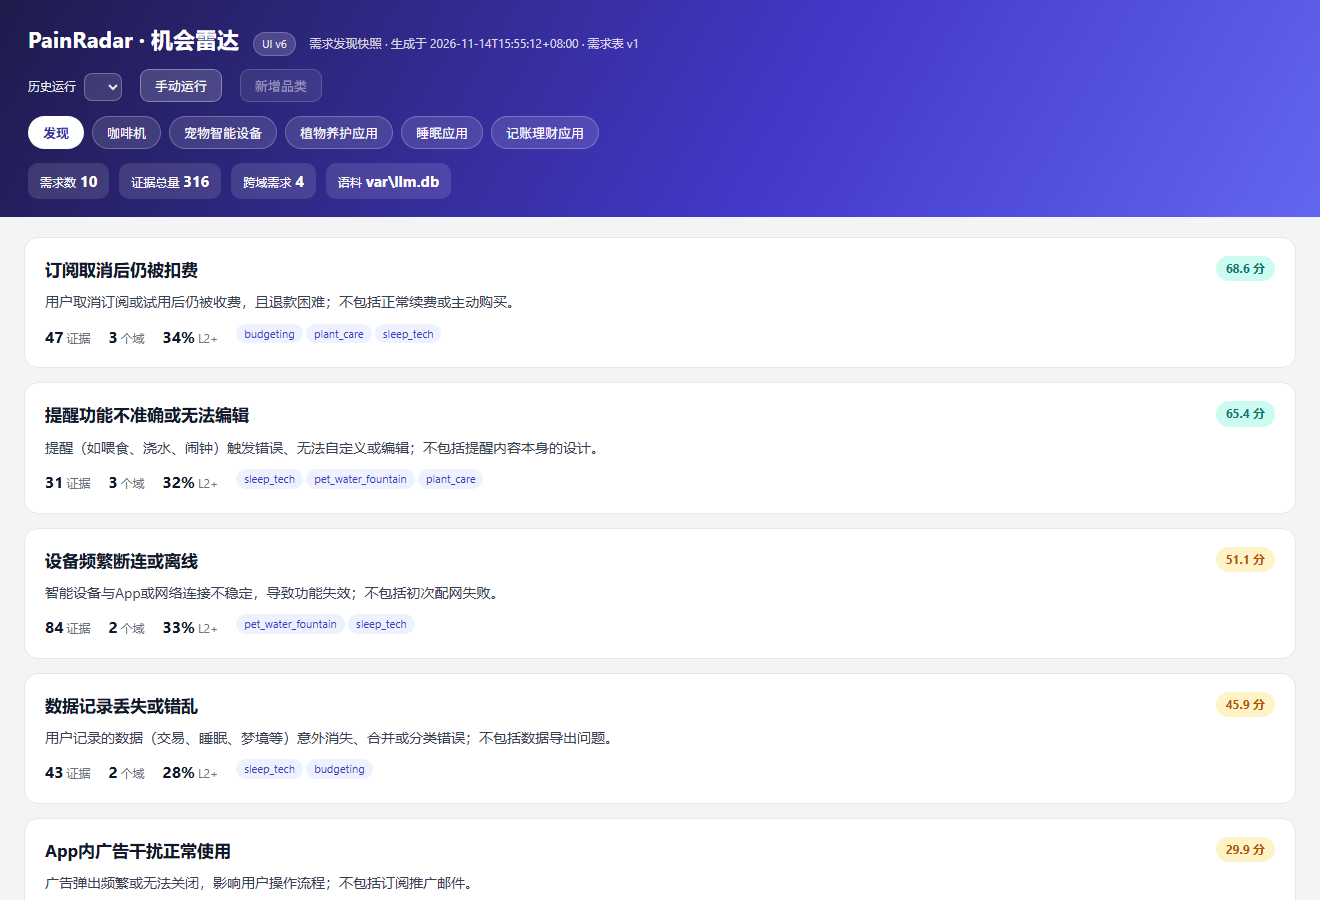 PainRadar · 机会雷达 UI v6 需求发现快照 · 生成于 2026-11-14T15:55:12+08:00 · 需求表 v1
历史运行 手动运行 新增品类
发现 咖啡机 宠物智能设备 植物养护应用 睡眠应用 记账理财应用
需求数 10 证据总量 316 跨域需求 4 语料 var\llm.db
订阅取消后仍被扣费 68.6 分
用户取消订阅或试用后仍被收费，且退款困难；不包括正常续费或主动购买。
47 证据 3 个域 34% L2+ budgeting plant_care sleep_tech
提醒功能不准确或无法编辑 65.4 分
提醒（如喂食、浇水、闹钟）触发错误、无法自定义或编辑；不包括提醒内容本身的设计。
31 证据 3 个域 32% L2+ sleep_tech pet_water_fountain plant_care
设备频繁断连或离线 51.1 分
智能设备与App或网络连接不稳定，导致功能失效；不包括初次配网失败。
84 证据 2 个域 33% L2+ pet_water_fountain sleep_tech
数据记录丢失或错乱 45.9 分
用户记录的数据（交易、睡眠、梦境等）意外消失、合并或分类错误；不包括数据导出问题。
43 证据 2 个域 28% L2+ sleep_tech budgeting
App内广告干扰正常使用 29.9 分
广告弹出频繁或无法关闭，影响用户操作流程；不包括订阅推广邮件。